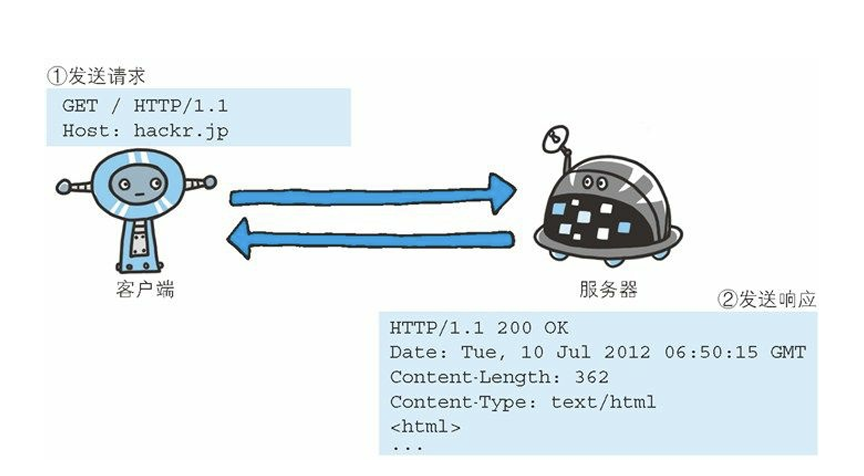 ①发送请求
GET / HTTP/1.1
Host: hackr.jp
客户端
服务器
②发送响应
HTTP/1.1 200 OK
Date: Tue, 10 Jul 2012 06:50:15 GMT
Content-Length: 362
Content-Type: text/html
<html>
...